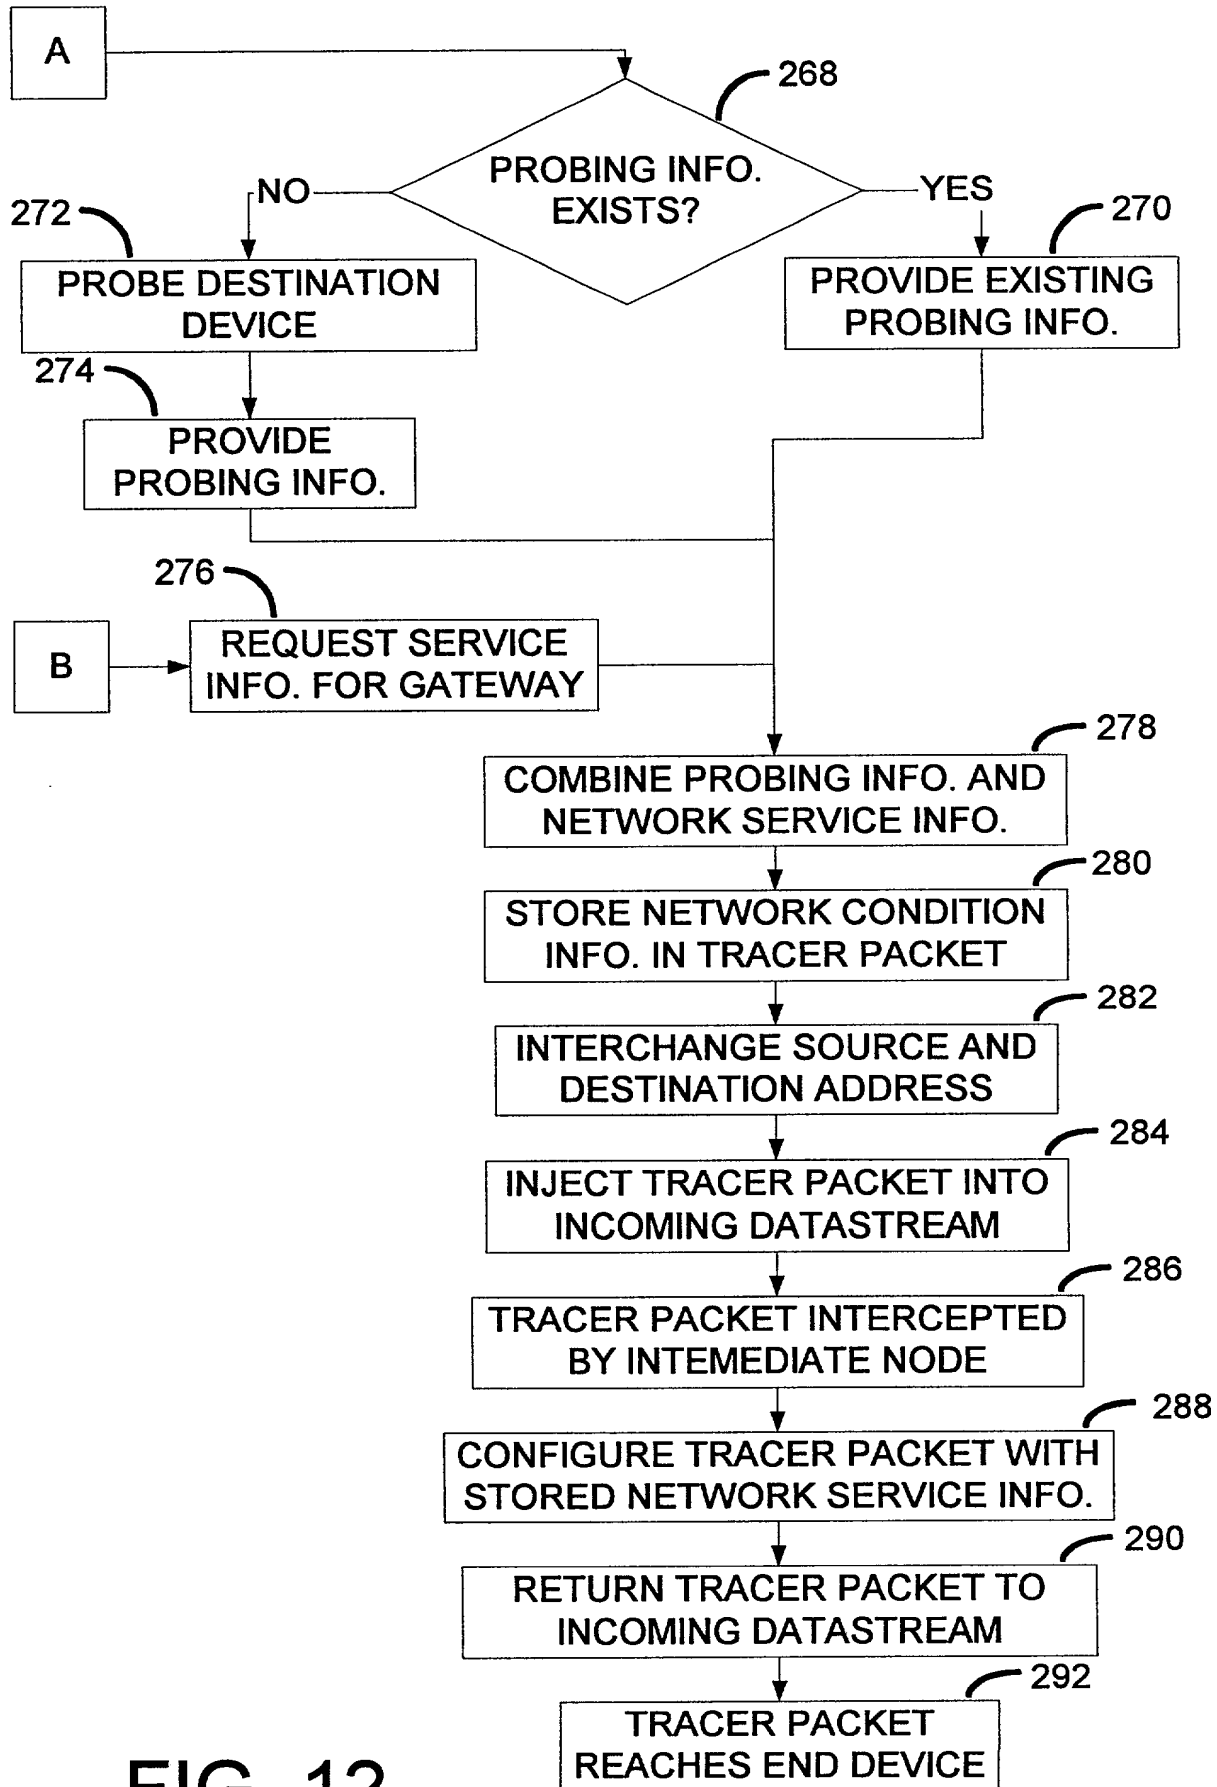 A
268
PROBING INFO.
EXISTS?
NO
YES
272
270
PROBE DESTINATION
DEVICE
PROVIDE EXISTING
PROBING INFO.
274
PROVIDE
PROBING INFO.
276
B
REQUEST SERVICE
INFO. FOR GATEWAY
278
COMBINE PROBING INFO. AND
NETWORK SERVICE INFO.
280
STORE NETWORK CONDITION
INFO. IN TRACER PACKET
282
INTERCHANGE SOURCE AND
DESTINATION ADDRESS
284
INJECT TRACER PACKET INTO
INCOMING DATASTREAM
286
TRACER PACKET INTERCEPTED
BY INTEMEDIATE NODE
288
CONFIGURE TRACER PACKET WITH
STORED NETWORK SERVICE INFO.
290
RETURN TRACER PACKET TO
INCOMING DATASTREAM
292
TRACER PACKET
REACHES END DEVICE
FIG. 12